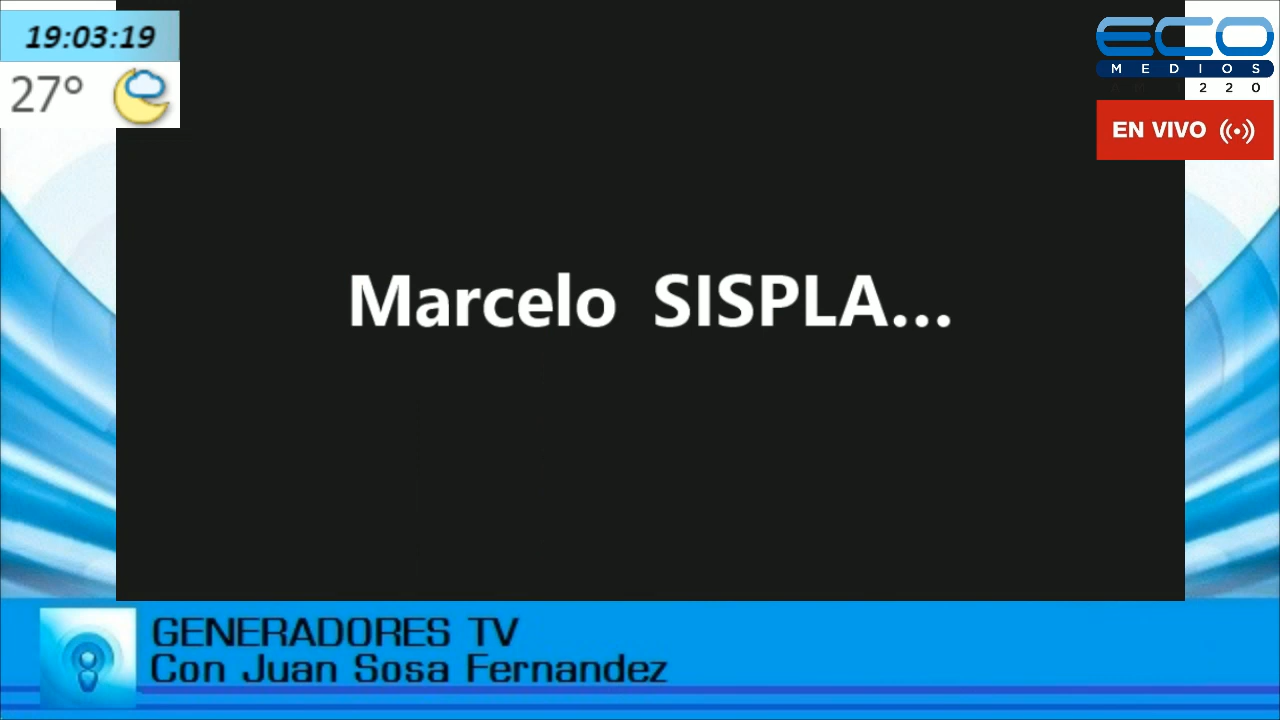 19:03:19
27°
ECO
MEDIOS
220
EN VIVO
Marcelo SISPLA...
GENERADORES TV
Con Juan Sosa Fernandez